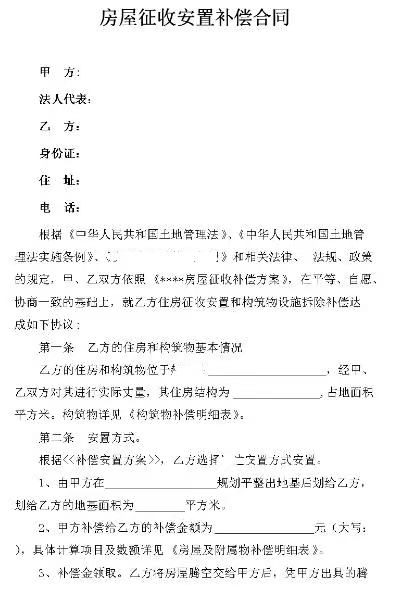 房屋征收安置补偿合同
甲 方：
法人代表：
乙 方：
身份证：
住 址：
电 话：
根据《中华人民共和国土地管理法》、《中华人民共和国土地管
理法实施条例》、《 》和相关法律、 法规、政策
的规定，甲、乙双方依照《****房屋征收补偿方案》，在平等、自愿、
协商一致的基础上，就乙方住房征收安置和构筑物设施拆除补偿达
成如下协议：
第一条 乙方的住房和构筑物基本情况
乙方的住房和构筑物位于 ，经甲、
乙双方对其进行实际丈量，其住房结构为 ，占地面积
平方米。构筑物详见《构筑物补偿明细表》。
第二条 安置方式。
根据<<补偿安置方案>>，乙方选择 安置方式安置。
1、由甲方在 规划平整出地基后划给乙方，
划给乙方的地基面积为 平方米。
2、甲方补偿给乙方的补偿金额为 元（大写：
），具体计算项目及数额详见《房屋及附属物补偿明细表》。
3、补偿金领取。乙方将房屋腾空交给甲方后，凭甲方出具的腾